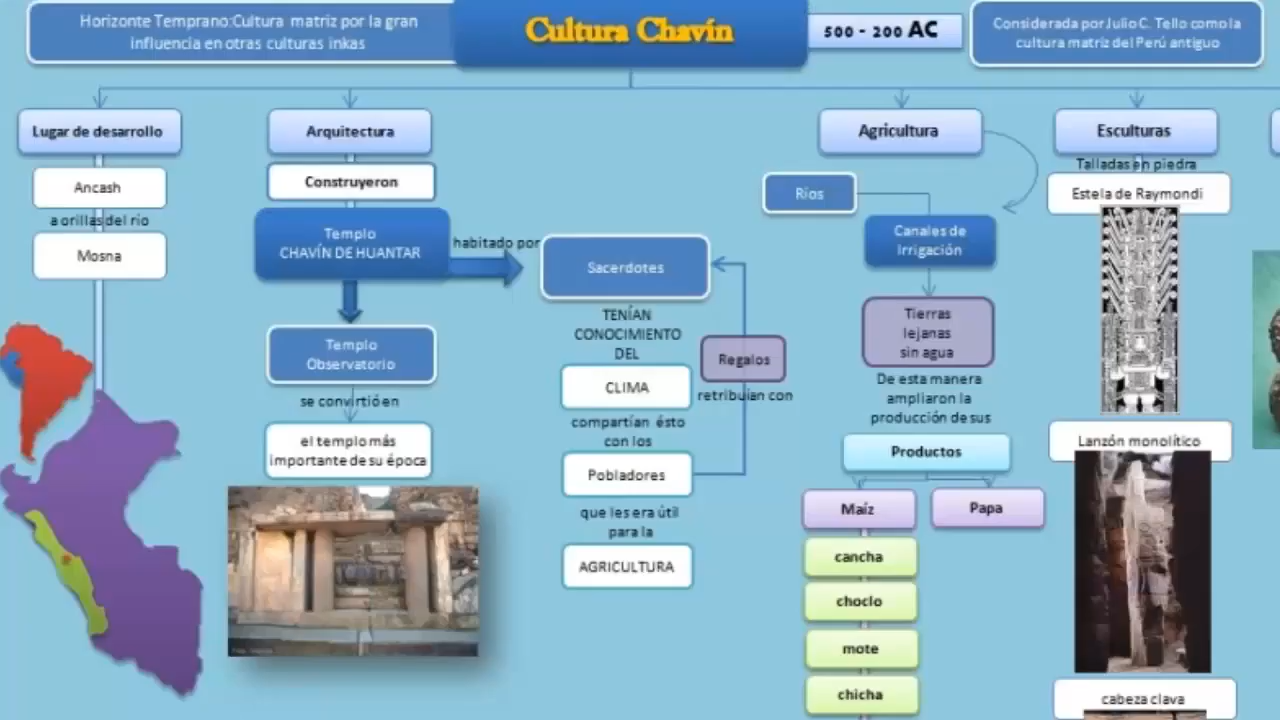 Horizonte Temprano:Cultura matriz por la gran
influencia en otras culturas inkas
Cultura Chavín
500 - 200 AC
Considerada por Julio C. Tello como la
cultura matriz del Perú antiguo
Lugar de desarrollo
Ancash
a orillas del rio
Mosna
Arquitectura
Construyeron
Templo
CHAVÍN DE HUANTAR
habitado por
Templo
Observatorio
se convirtió en
el templo más
importante de su época
Sacerdotes
TENÍAN
CONOCIMIENTO
DEL
CLIMA
compartían ésto
con los
Pobladores
que les era útil
para la
AGRICULTURA
Regalos
retribuían con
Agricultura
Ríos
Canales de
Irrigación
Tierras
lejanas
sin agua
De esta manera
ampliaron la
producción de sus
Productos
Maíz
Papa
cancha
choclo
mote
chicha
Esculturas
Talladas en piedra
Estela de Raymondi
Lanzón monolítico
cabeza clava